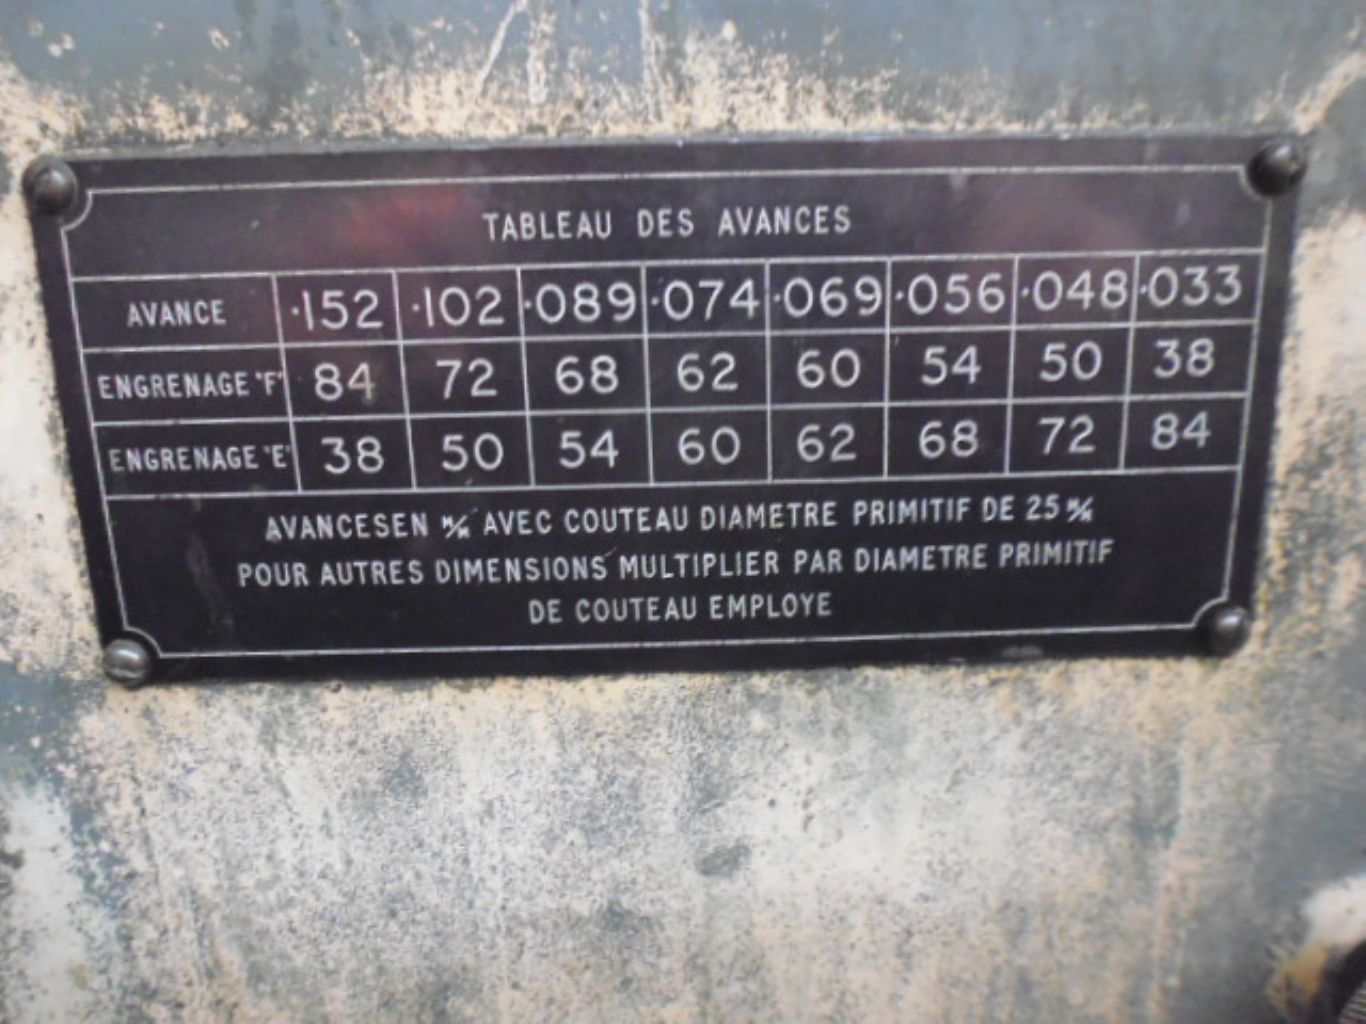 TABLEAU DES AVANCES
AVANCE ·152 ·102 ·089 ·074 ·069 ·056 ·048 ·033
ENGRENAGE "F" 84 72 68 62 60 54 50 38
ENGRENAGE "E" 38 50 54 60 62 68 72 84
AVANCESEN m/m AVEC COUTEAU DIAMETRE PRIMITIF DE 25 m/m
POUR AUTRES DIMENSIONS MULTIPLIER PAR DIAMETRE PRIMITIF
DE COUTEAU EMPLOYE